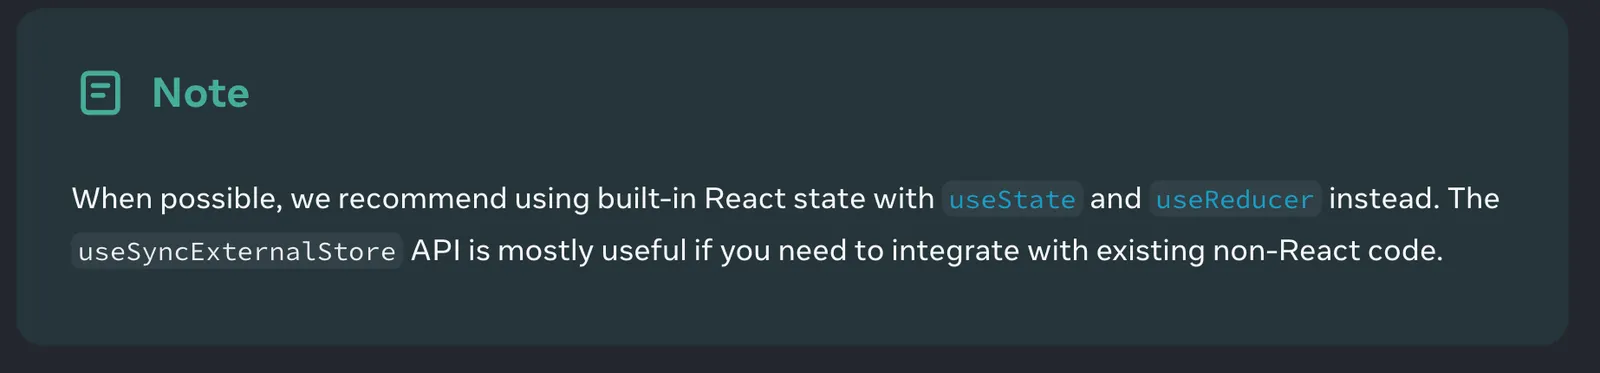 Note
When possible, we recommend using built-in React state with useState and useReducer instead. The
useSyncExternalStore API is mostly useful if you need to integrate with existing non-React code.